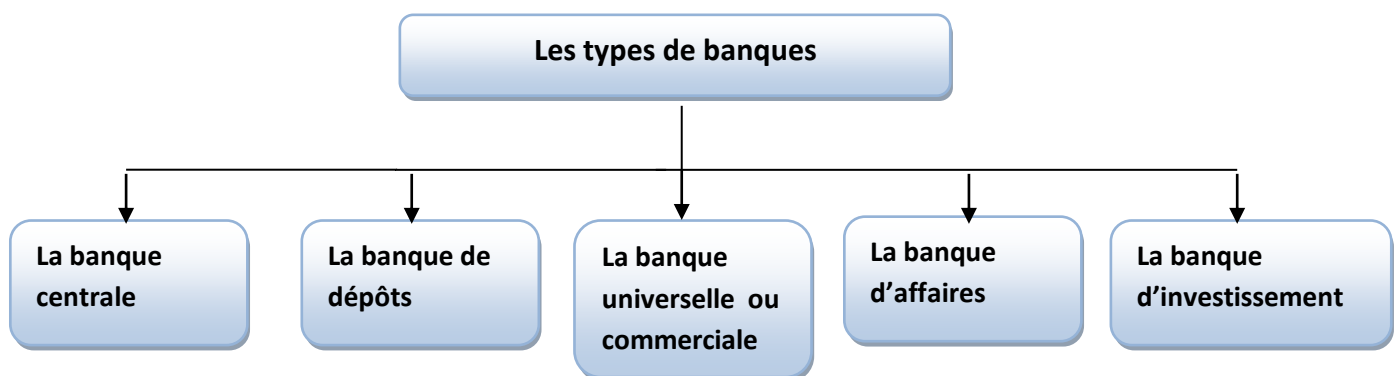 Les types de banques
La banque
centrale
La banque de
dépôts
La banque
universelle ou
commerciale
La banque
d’affaires
La banque
d’investissement